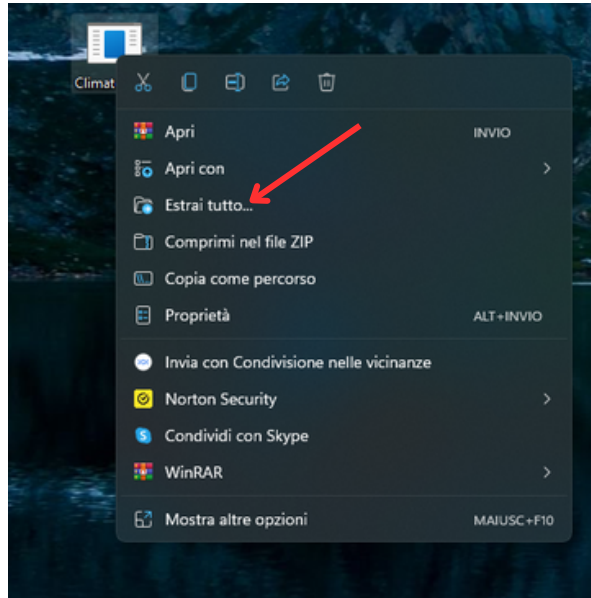 Climat
Apri INVIO
Apri con
Estrai tutto...
Comprimi nel file ZIP
Copia come percorso
Proprietà ALT+INVIO
Invia con Condivisione nelle vicinanze
Norton Security
Condividi con Skype
WinRAR
Mostra altre opzioni MAIUSC+F10